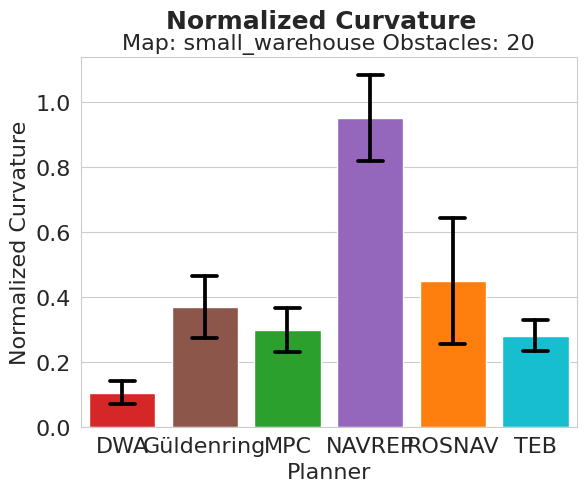 Normalized Curvature
Map: small_warehouse Obstacles: 20
Normalized Curvature
1.0
0.8
0.6
0.4
0.2
0.0
DWA Güldenring MPC NAVREP ROSNAV TEB
Planner